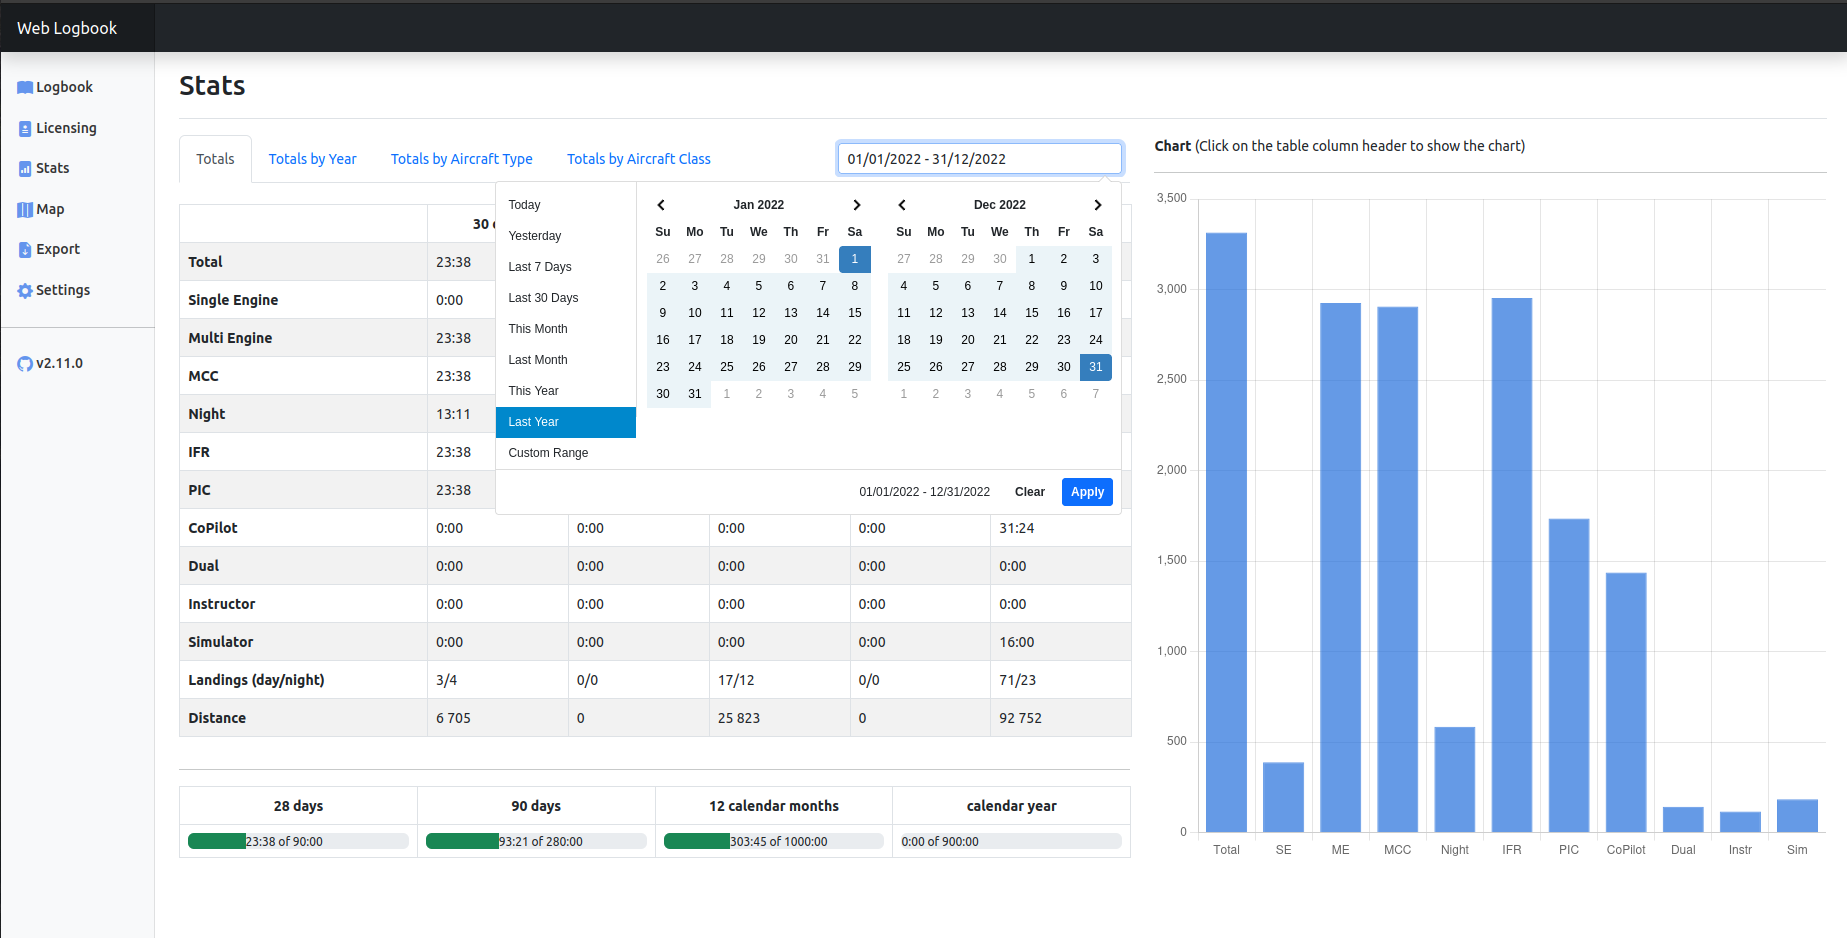 Web Logbook
Logbook
Licensing
Stats
Map
Export
Settings
v2.11.0
Stats
Totals Totals by Year Totals by Aircraft Type Totals by Aircraft Class 01/01/2022 - 31/12/2022
30
Total 23:38
Single Engine 0:00
Multi Engine 23:38
MCC 23:38
Night 13:11
IFR 23:38
PIC 23:38
CoPilot 0:00 0:00 0:00 0:00 31:24
Dual 0:00 0:00 0:00 0:00 0:00
Instructor 0:00 0:00 0:00 0:00 0:00
Simulator 0:00 0:00 0:00 0:00 16:00
Landings (day/night) 3/4 0/0 17/12 0/0 71/23
Distance 6 705 0 25 823 0 92 752
Today
Yesterday
Last 7 Days
Last 30 Days
This Month
Last Month
This Year
Last Year
Custom Range
Jan 2022
Su Mo Tu We Th Fr Sa
26 27 28 29 30 31 1
2 3 4 5 6 7 8
9 10 11 12 13 14 15
16 17 18 19 20 21 22
23 24 25 26 27 28 29
30 31 1 2 3 4 5
Dec 2022
Su Mo Tu We Th Fr Sa
27 28 29 30 1 2 3
4 5 6 7 8 9 10
11 12 13 14 15 16 17
18 19 20 21 22 23 24
25 26 27 28 29 30 31
1 2 3 4 5 6 7
01/01/2022 - 12/31/2022 Clear Apply
28 days 90 days 12 calendar months calendar year
23:38 of 90:00 93:21 of 280:00 303:45 of 1000:00 0:00 of 900:00
Chart (Click on the table column header to show the chart)
3,500
3,000
2,500
2,000
1,500
1,000
500
0
Total SE ME MCC Night IFR PIC CoPilot Dual Instr Sim